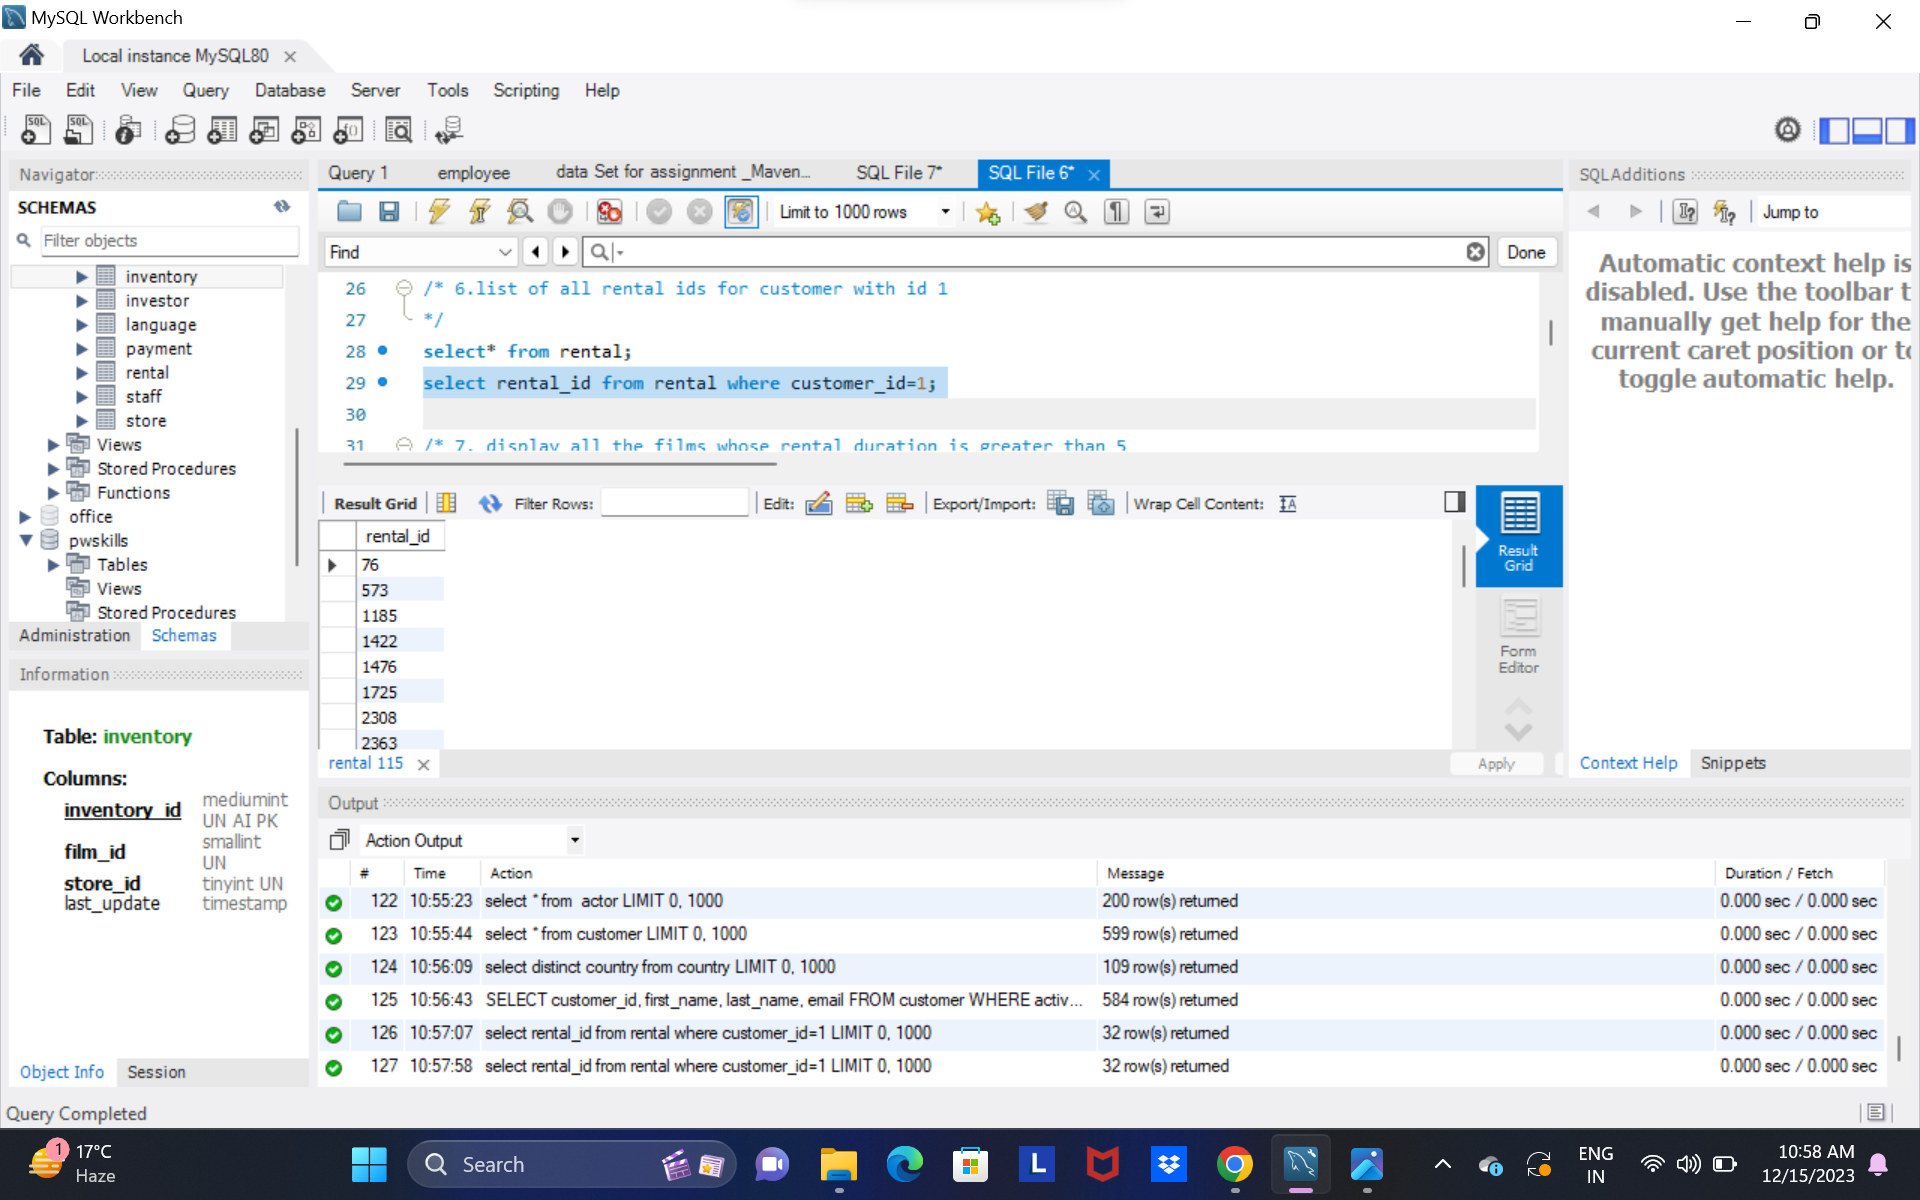 MySQL Workbench
Local instance MySQL80
File Edit View Query Database Server Tools Scripting Help
Navigator
SCHEMAS
Filter objects
inventory
investor
language
payment
rental
staff
store
Views
Stored Procedures
Functions
office
pwskills
Tables
Views
Stored Procedures
Administration Schemas
Information
Table: inventory
Columns:
inventory_id mediumint
UN AI PK
film_id smallint
UN
store_id tinyint UN
last_update timestamp
Object Info Session
Query 1 employee data Set for assignment _Maven... SQL File 7* SQL File 6*
Limit to 1000 rows
Find Done
26 /* 6.list of all rental ids for customer with id 1
27 */
28 select* from rental;
29 select rental_id from rental where customer_id=1;
30
31 /* 7. display all the films whose rental duration is greater than 5
Result Grid Filter Rows: Edit: Export/Import: Wrap Cell Content:
rental_id
76
573
1185
1422
1476
1725
2308
2363
Result
Grid
Form
Editor
rental 115
Apply
SQLAdditions
Jump to
Automatic context help is
disabled. Use the toolbar t
manually get help for the
current caret position or to
toggle automatic help.
Context Help Snippets
Output
Action Output
# Time Action Message Duration / Fetch
122 10:55:23 select * from actor LIMIT 0, 1000 200 row(s) returned 0.000 sec / 0.000 sec
123 10:55:44 select * from customer LIMIT 0, 1000 599 row(s) returned 0.000 sec / 0.000 sec
124 10:56:09 select distinct country from country LIMIT 0, 1000 109 row(s) returned 0.000 sec / 0.000 sec
125 10:56:43 SELECT customer_id, first_name, last_name, email FROM customer WHERE activ... 584 row(s) returned 0.000 sec / 0.000 sec
126 10:57:07 select rental_id from rental where customer_id=1 LIMIT 0, 1000 32 row(s) returned 0.000 sec / 0.000 sec
127 10:57:58 select rental_id from rental where customer_id=1 LIMIT 0, 1000 32 row(s) returned 0.000 sec / 0.000 sec
Query Completed
1 17°C
Haze
Search
L
ENG
IN
10:58 AM
12/15/2023